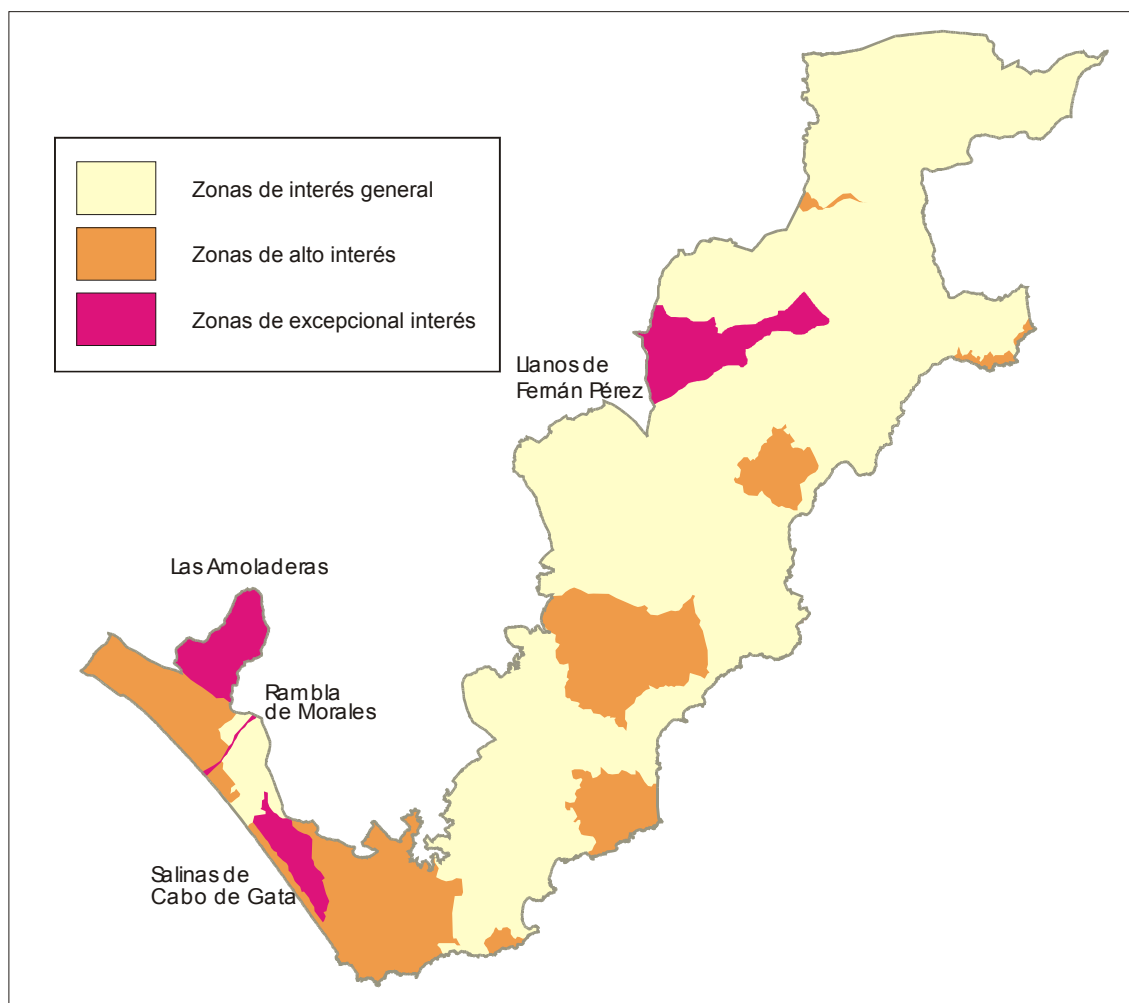 Zonas de interés general
Zonas de alto interés
Zonas de excepcional interés
Llanos de
Fernán Pérez
Las Amoladeras
Rambla
de Morales
Salinas de
Cabo de Gata